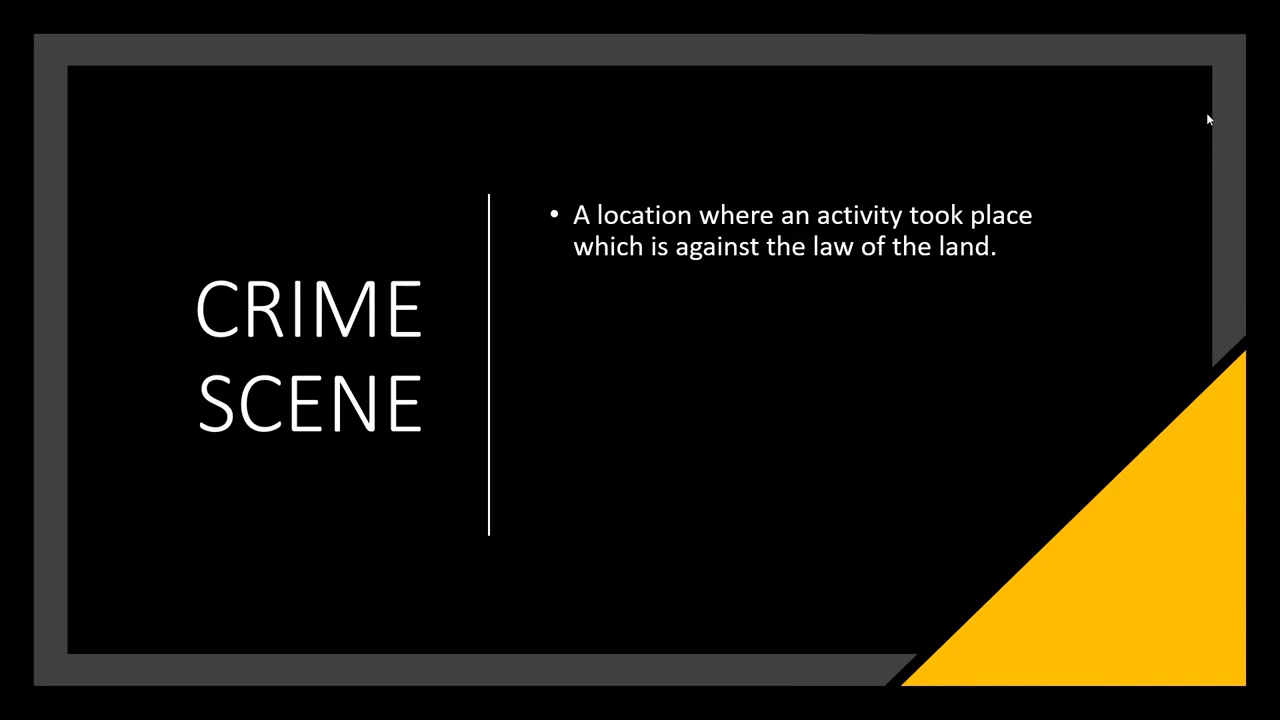 CRIME
SCENE
• A location where an activity took place
which is against the law of the land.